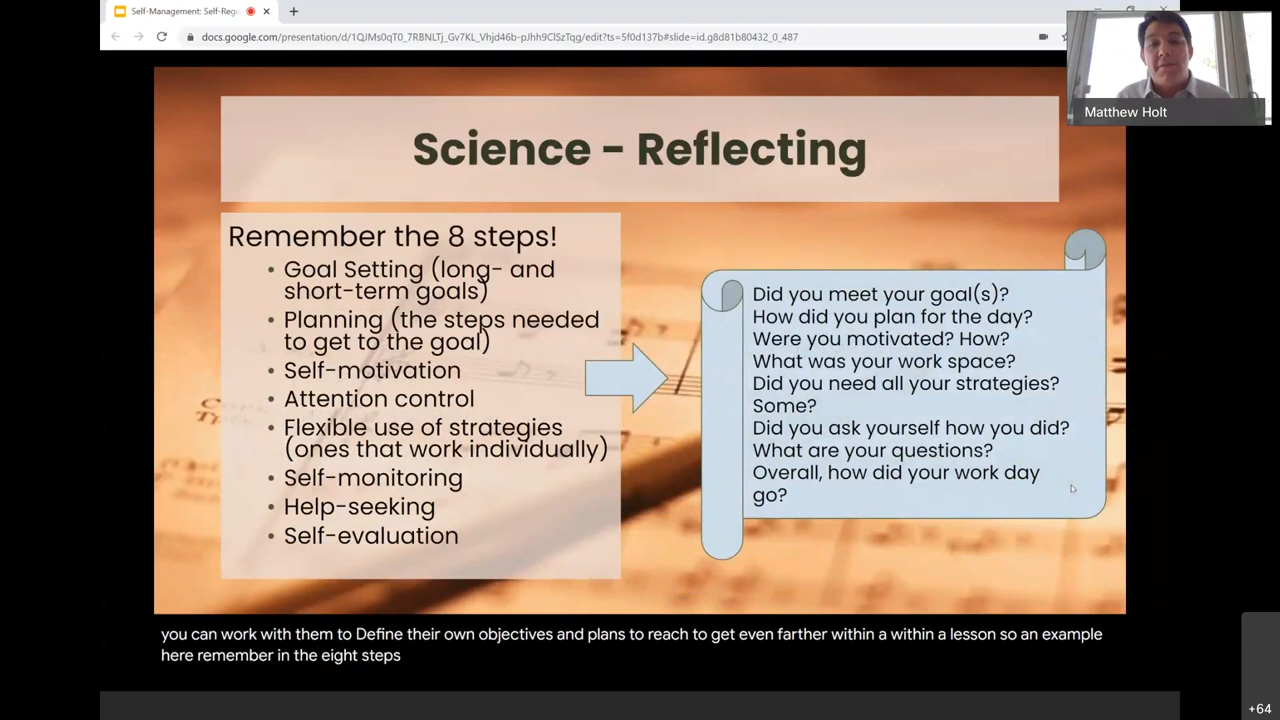 Self-Management: Self-Regu
docs.google.com/presentation/d/1QJMs0qT0_7RBNLTj_Gv7KL_Vhjd46b-pJhh9ClSzTqg/edit?ts=5f0d137b#slide=id.g8d81b80432_0_487
Matthew Holt
Science - Reflecting
Remember the 8 steps!
• Goal Setting (long- and
short-term goals)
• Planning (the steps needed
to get to the goal)
• Self-motivation
• Attention control
• Flexible use of strategies
(ones that work individually)
• Self-monitoring
• Help-seeking
• Self-evaluation
Did you meet your goal(s)?
How did you plan for the day?
Were you motivated? How?
What was your work space?
Did you need all your strategies?
Some?
Did you ask yourself how you did?
What are your questions?
Overall, how did your work day
go?
you can work with them to Define their own objectives and plans to reach to get even farther within a within a lesson so an example
here remember in the eight steps
+64